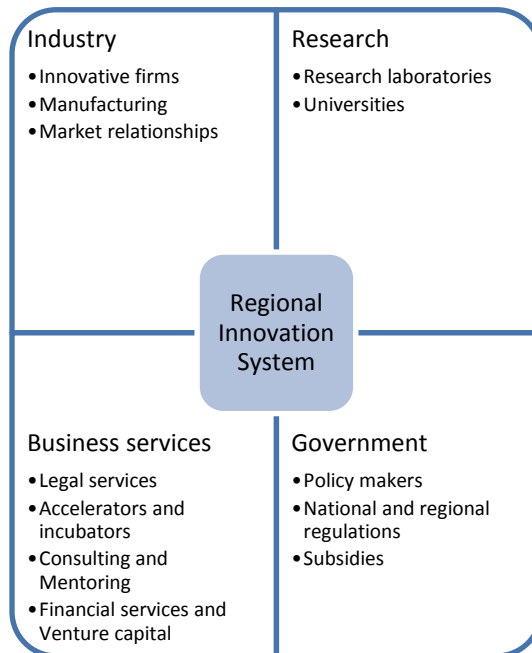 Industry
•Innovative firms
•Manufacturing
•Market relationships
Research
•Research laboratories
•Universities
Regional
Innovation
System
Business services
•Legal services
•Accelerators and
incubators
•Consulting and
Mentoring
•Financial services and
Venture capital
Government
•Policy makers
•National and regional
regulations
•Subsidies